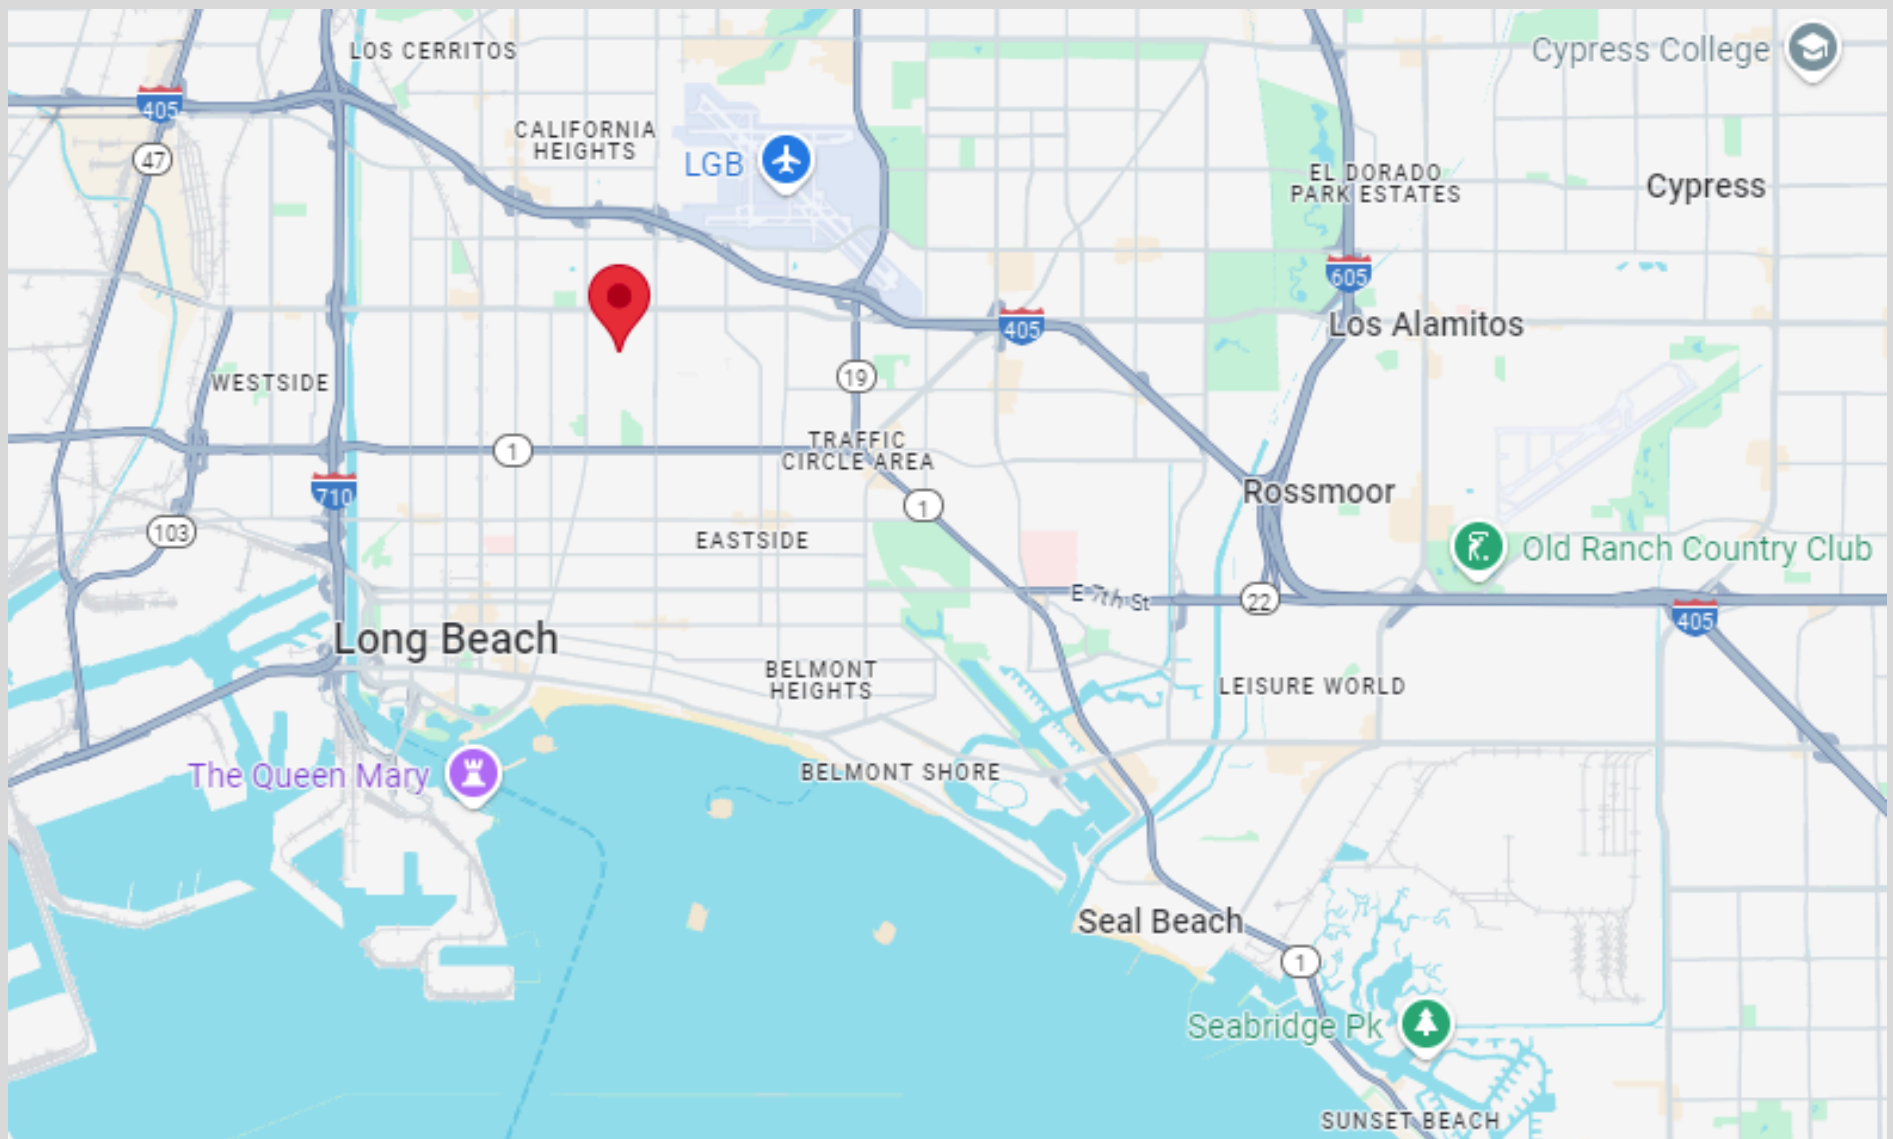 LOS CERRITOS
Cypress College
405
47
CALIFORNIA
HEIGHTS
LGB
EL DORADO
PARK ESTATES
Cypress
605
405
Los Alamitos
WESTSIDE
19
1
TRAFFIC
CIRCLE AREA
710
Rossmoor
1
103
EASTSIDE
Old Ranch Country Club
E 7th St
22
405
Long Beach
BELMONT
HEIGHTS
LEISURE WORLD
The Queen Mary
BELMONT SHORE
Seal Beach
1
Seabridge Pk
SUNSET BEACH